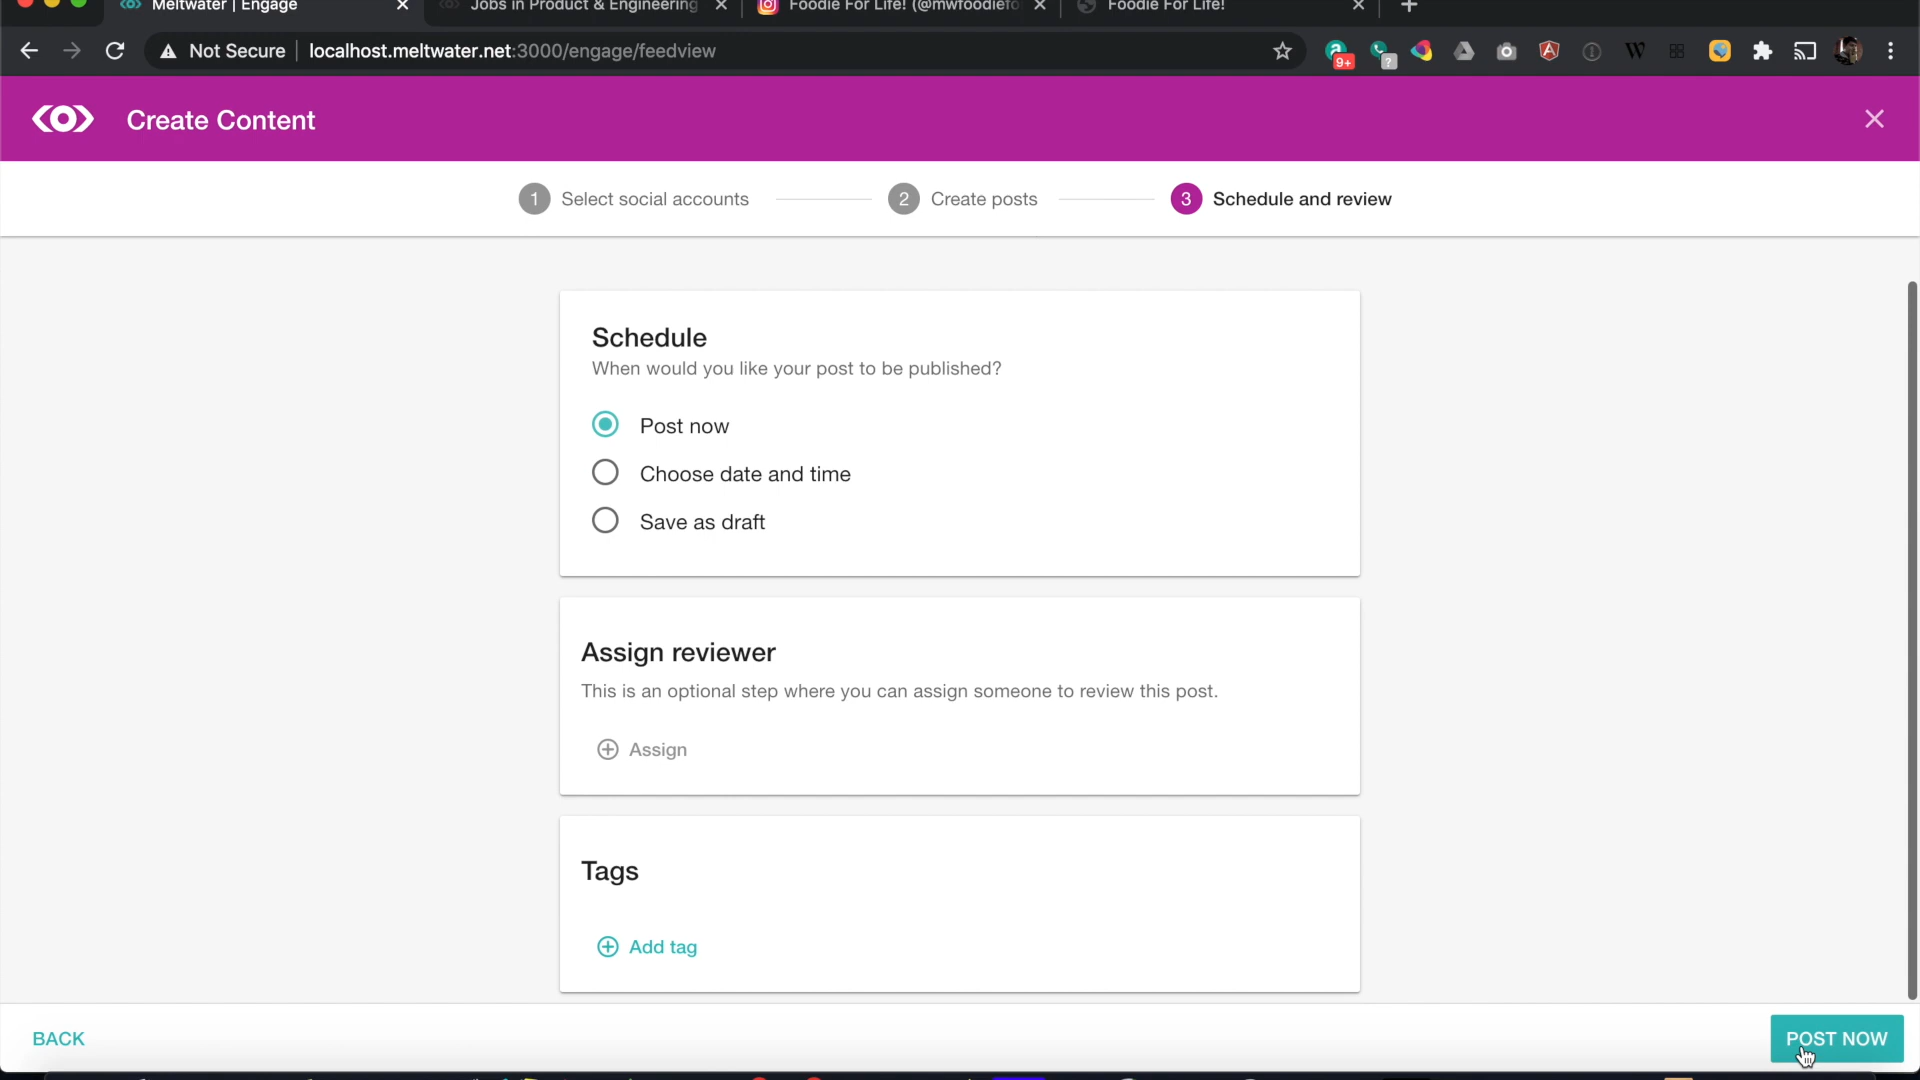 Meltwater | Engage
Jobs in Product & Engineering
Foodie For Life! (@mwfoodiefo
Foodie For Life!
Not Secure
localhost.meltwater.net:3000/engage/feedview
9+
?
W
Create Content
1 Select social accounts
2 Create posts
3 Schedule and review
Schedule
When would you like your post to be published?
Post now
Choose date and time
Save as draft
Assign reviewer
This is an optional step where you can assign someone to review this post.
Assign
Tags
Add tag
BACK
POST NOW